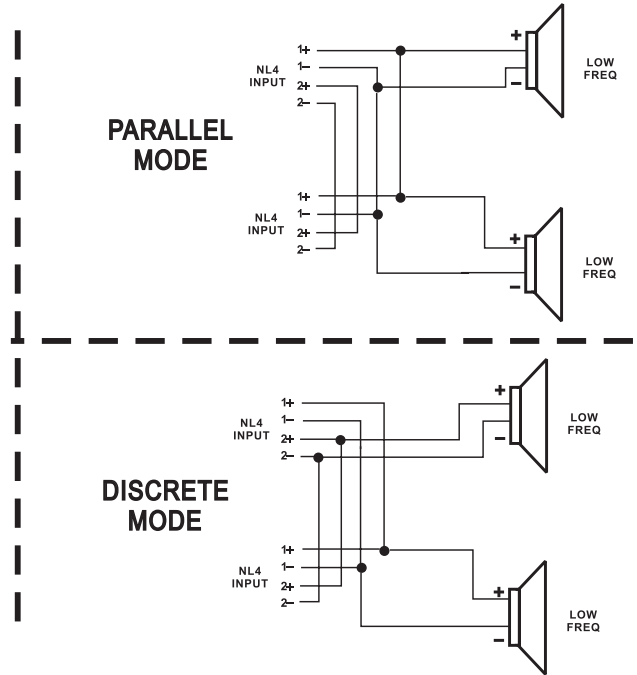 1+
1-
NL4
INPUT
2+
2-
+
-
LOW
FREQ
PARALLEL
MODE
1+
1-
NL4
INPUT
2+
2-
+
-
LOW
FREQ
1+
1-
NL4
INPUT
2+
2-
+
-
LOW
FREQ
DISCRETE
MODE
1+
1-
NL4
INPUT
2+
2-
+
-
LOW
FREQ